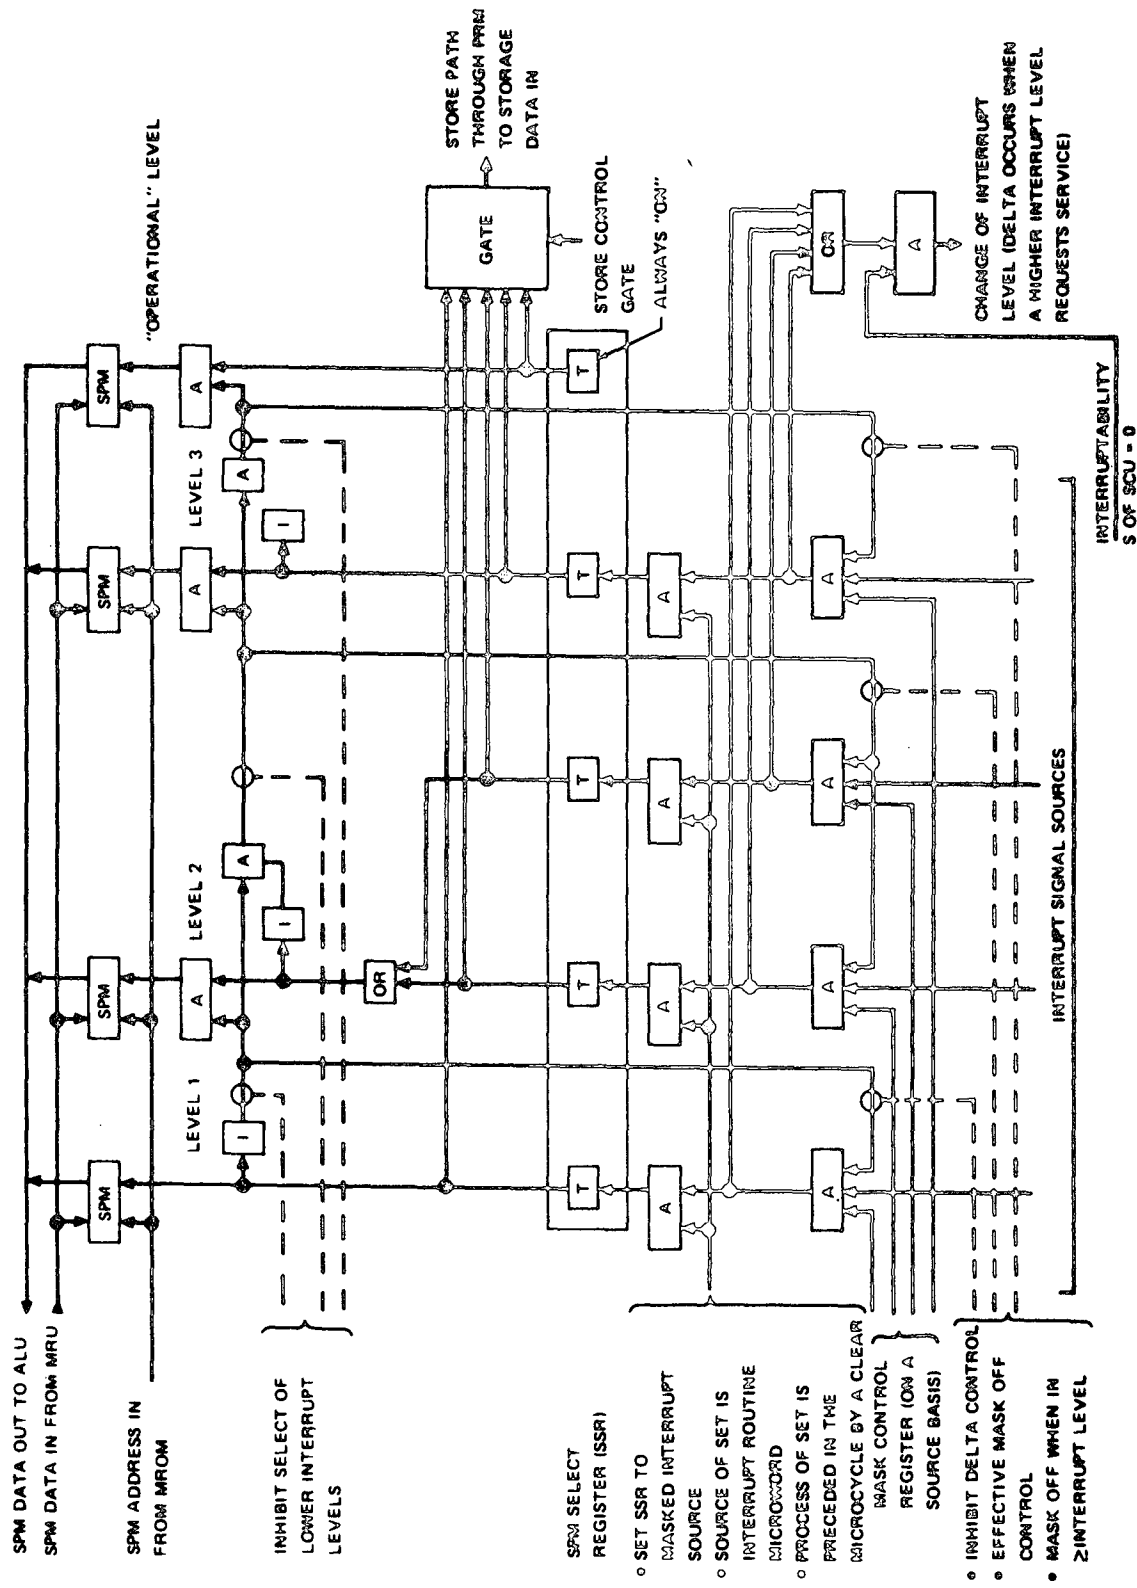 SPM DATA OUT TO ALU
SPM DATA IN FROM MRU
SPM ADDRESS IN
FROM MROM
"OPERATIONAL" LEVEL
SPM
SPM
SPM
SPM
A
A
A
LEVEL 1
LEVEL 2
LEVEL 3
I
A
I
A
I
INHIBIT SELECT OF
LOWER INTERRUPT
LEVELS
OR
GATE
STORE PATH
THROUGH PRM
TO STORAGE
DATA IN
STORE CONTROL
GATE
ALWAYS "ON"
SPM SELECT
REGISTER (SSR)
T
T
T
T
T
○ SET SSR TO
MASKED INTERRUPT
SOURCE
○ SOURCE OF SET IS
INTERRUPT ROUTINE
MICROWORD
○ PROCESS OF SET IS
PRECEDED IN THE
MICROCYCLE BY A CLEAR
A
A
A
A
MASK CONTROL
REGISTER (ON A
SOURCE BASIS)
A
A
A
A
OR
A
CHANGE OF INTERRUPT
LEVEL (DELTA OCCURS WHEN
A HIGHER INTERRUPT LEVEL
REQUESTS SERVICE)
• INHIBIT DELTA CONTROL
• EFFECTIVE MASK OFF
CONTROL
• MASK OFF WHEN IN
≥INTERRUPT LEVEL
INTERRUPT SIGNAL SOURCES
INTERRUPTABILITY
S OF SCU = 0